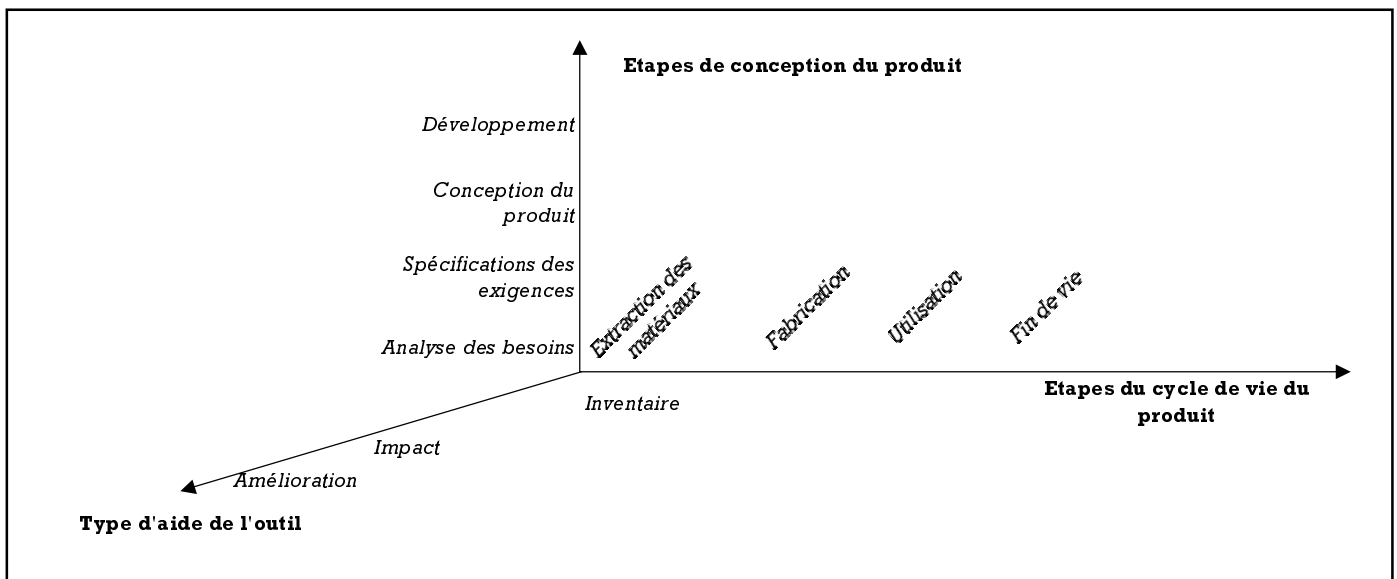 Etapes de conception du produit
Développement
Conception du
produit
Spécifications des
exigences
Analyse des besoins
Extraction des
matériaux
Fabrication
Utilisation
Fin de vie
Etapes du cycle de vie du
produit
Inventaire
Impact
Amélioration
Type d'aide de l'outil